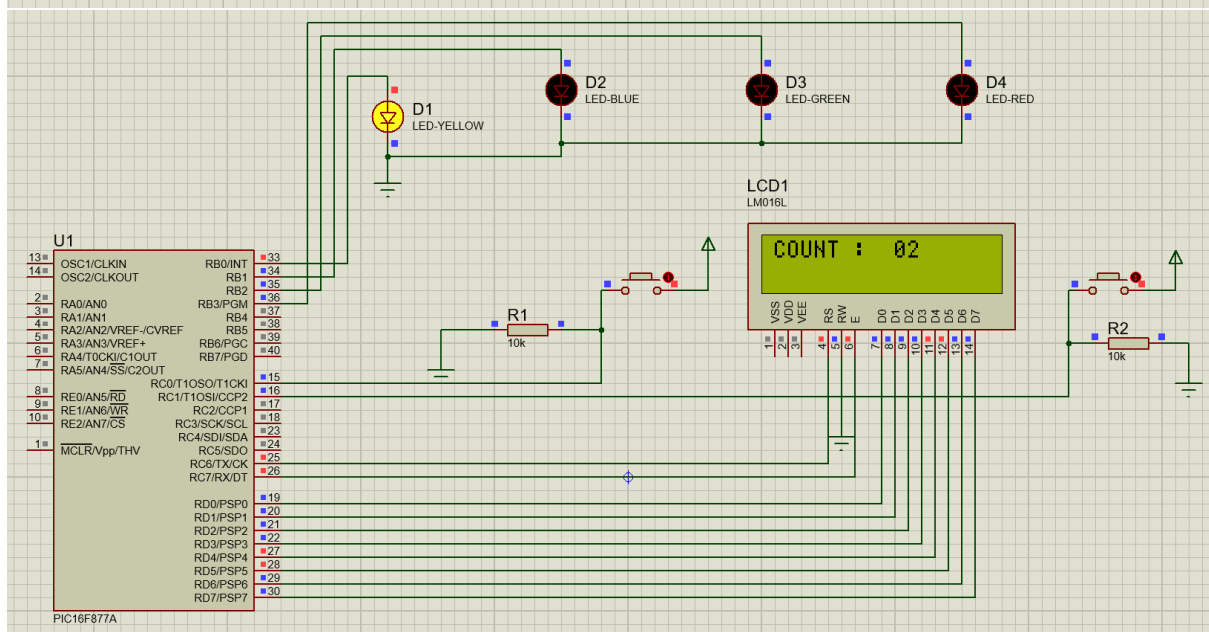 D1
LED-YELLOW
D2
LED-BLUE
D3
LED-GREEN
D4
LED-RED
LCD1
LM016L
COUNT : 02
VSS
VDD
VEE
RS
RW
E
D0
D1
D2
D3
D4
D5
D6
D7
1
2
3
4
5
6
7
8
9
10
11
12
13
14
R1
10k
R2
10k
U1
13 OSC1/CLKIN
14 OSC2/CLKOUT
2 RA0/AN0
3 RA1/AN1
4 RA2/AN2/VREF-/CVREF
5 RA3/AN3/VREF+
6 RA4/T0CKI/C1OUT
7 RA5/AN4/SS/C2OUT
8 RE0/AN5/RD
9 RE1/AN6/WR
10 RE2/AN7/CS
1 MCLR/Vpp/THV
RB0/INT 33
RB1 34
RB2 35
RB3/PGM 36
RB4 37
RB5 38
RB6/PGC 39
RB7/PGD 40
RC0/T1OSO/T1CKI 15
RC1/T1OSI/CCP2 16
RC2/CCP1 17
RC3/SCK/SCL 18
RC4/SDI/SDA 23
RC5/SDO 24
RC6/TX/CK 25
RC7/RX/DT 26
RD0/PSP0 19
RD1/PSP1 20
RD2/PSP2 21
RD3/PSP3 22
RD4/PSP4 27
RD5/PSP5 28
RD6/PSP6 29
RD7/PSP7 30
PIC16F877A